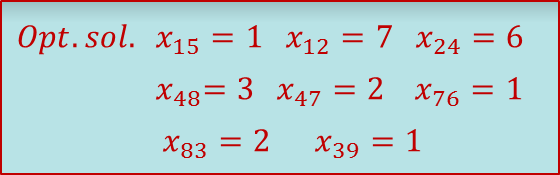 Opt. sol. x₁₅ = 1 x₁₂ = 7 x₂₄ = 6
x₄₈= 3 x₄₇ = 2 x₇₆ = 1
x₈₃ = 2 x₃₉ = 1